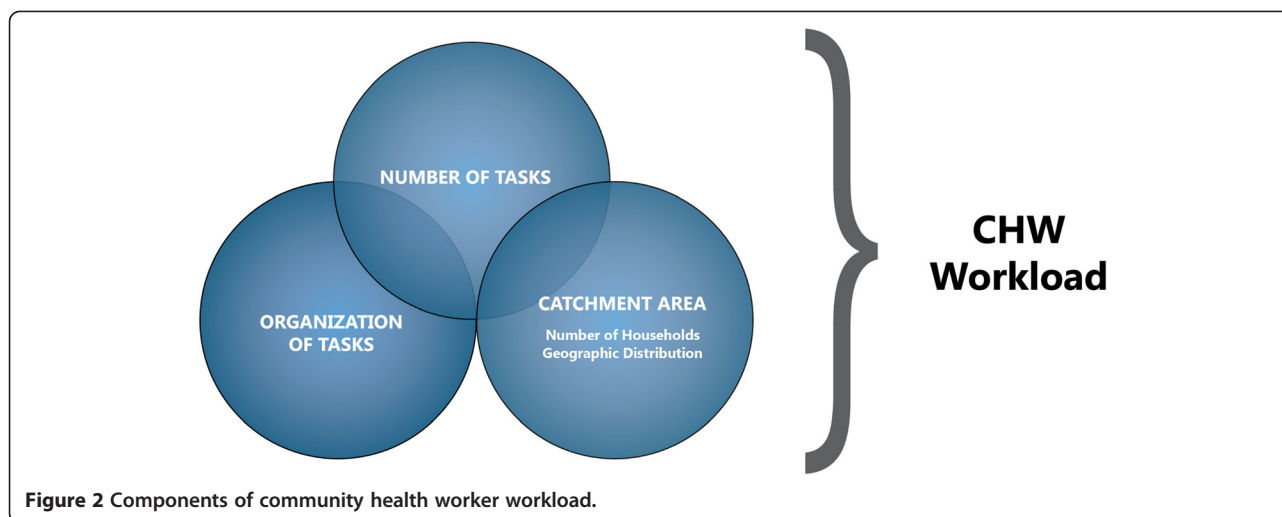 NUMBER OF TASKS
ORGANIZATION
OF TASKS
CATCHMENT AREA
Number of Households
Geographic Distribution
CHW
Workload
Figure 2 Components of community health worker workload.